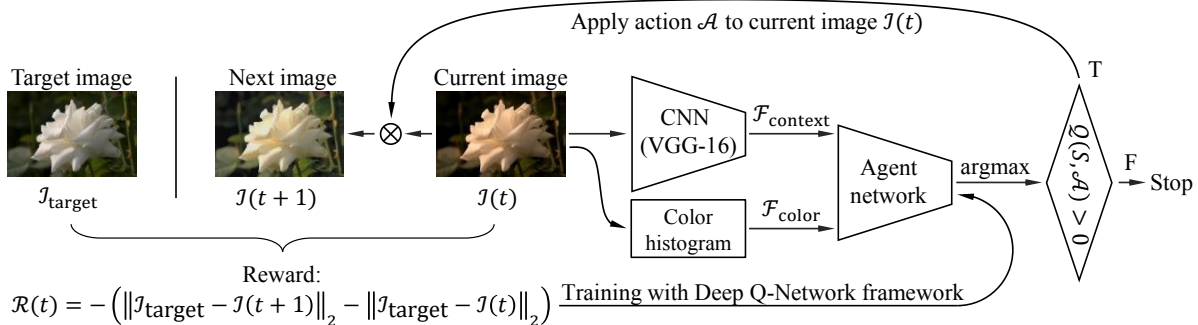 Apply action 𝒜 to current image ℐ(t)
Target image
Next image
Current image
ℐtarget
ℐ(t + 1)
ℐ(t)
CNN
(VGG-16)
ℱcontext
Color
histogram
ℱcolor
Agent
network
argmax
Q(S, 𝒜) > 0
T
F
Stop
Reward:
ℛ(t) = − (‖ℐtarget − ℐ(t + 1)‖₂ − ‖ℐtarget − ℐ(t)‖₂)
Training with Deep Q-Network framework